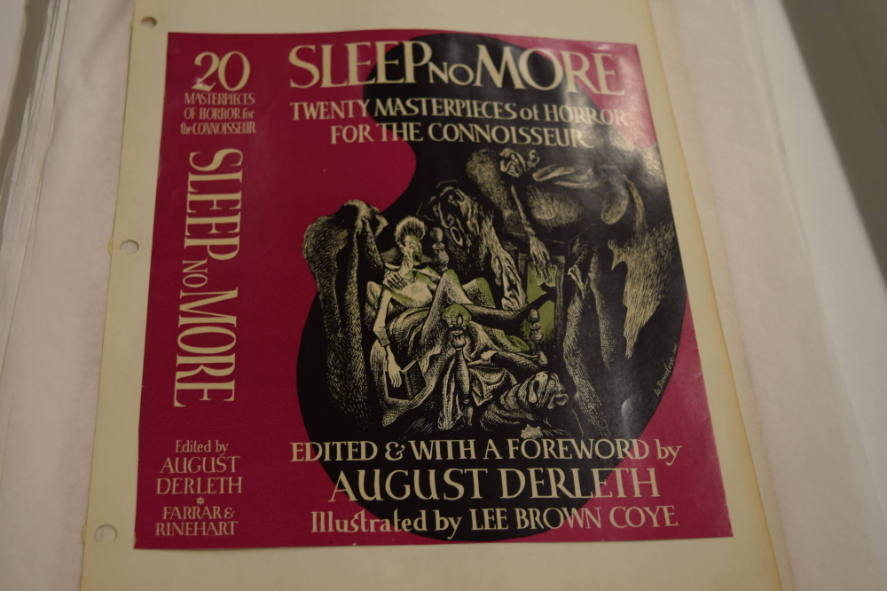 20
MASTERPIECES
OF HORROR for
the CONNOISSEUR
SLEEP NO MORE
Edited by
AUGUST
DERLETH
*
FARRAR &
RINEHART
SLEEP NO MORE
TWENTY MASTERPIECES of HORROR
FOR THE CONNOISSEUR
EDITED & WITH A FOREWORD by
AUGUST DERLETH
Illustrated by LEE BROWN COYE